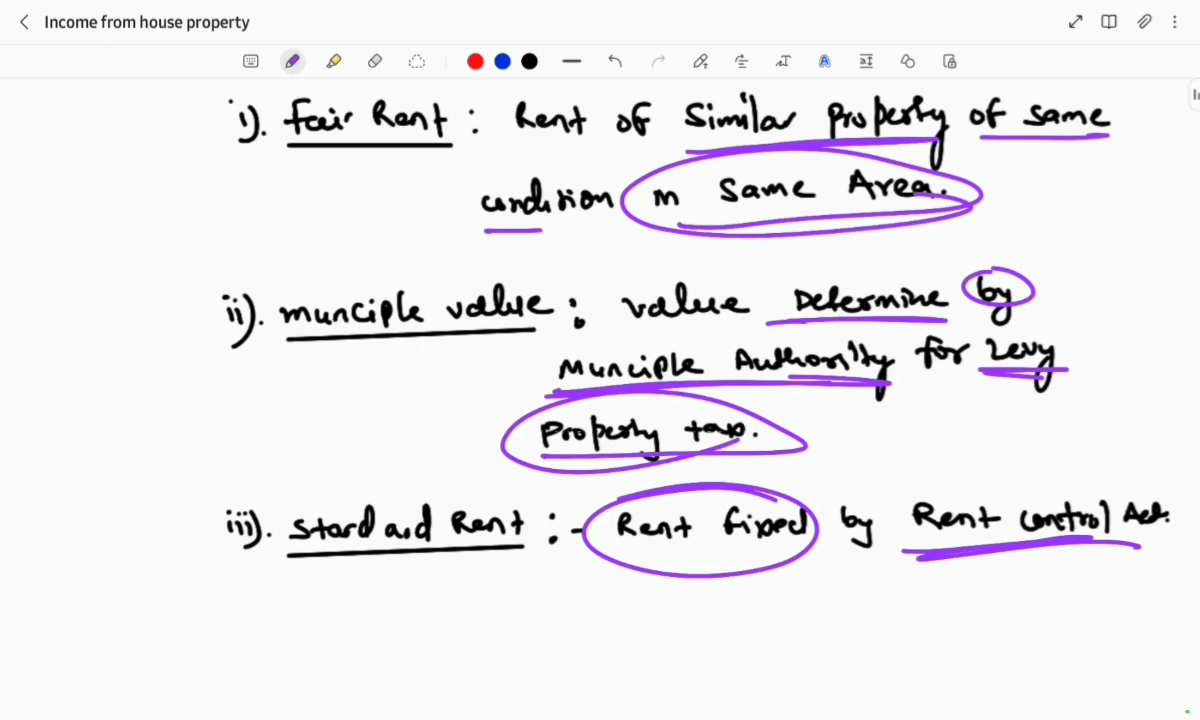 Income from house property
i). Fair Rent : Rent of Similar Property of same
condition in Same Area.
ii). munciple value : value Determine by
Munciple Authority for Levy
Property tax.
iii). Standard Rent :- Rent fixed by Rent Control Act.